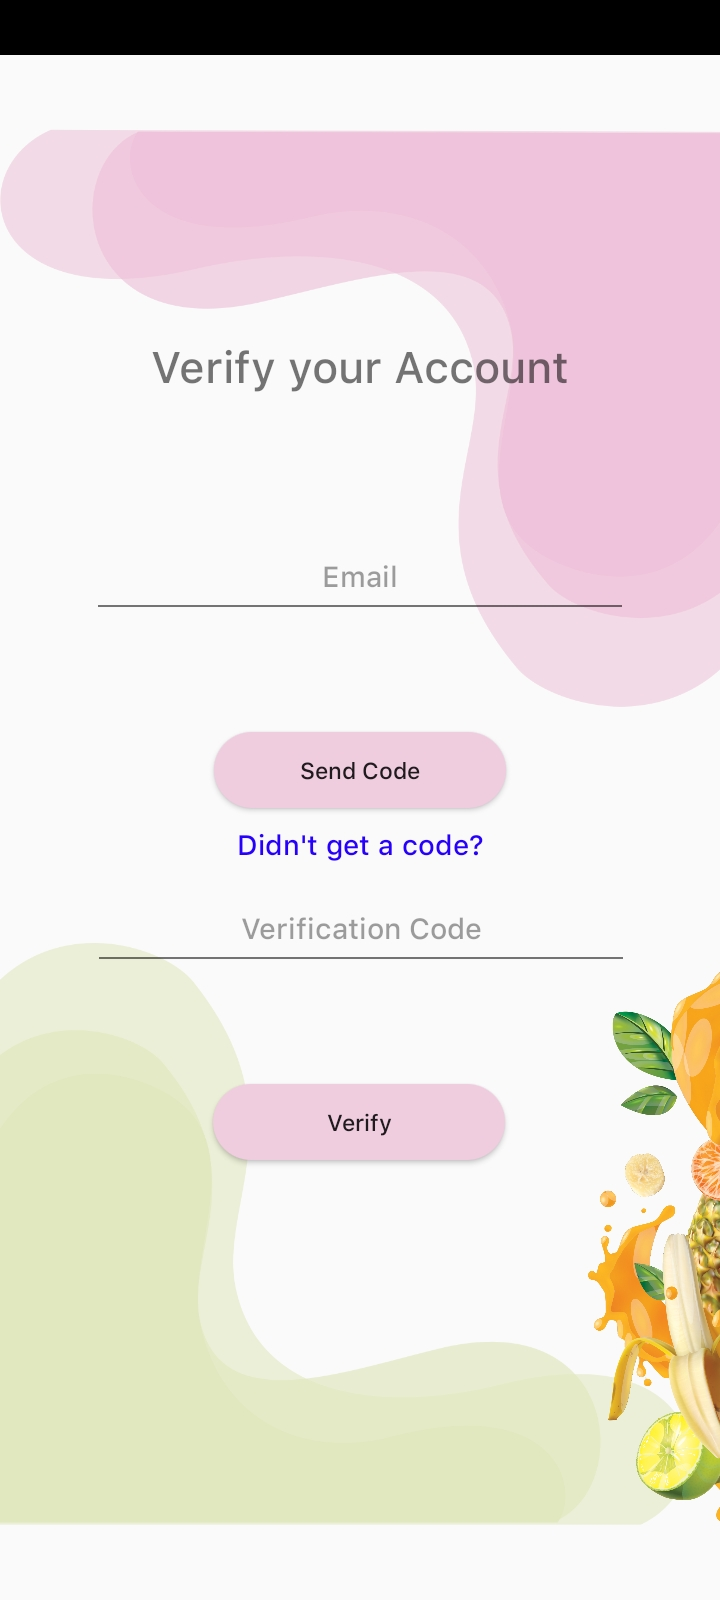 Verify your Account
Email
Send Code
Didn't get a code?
Verification Code
Verify